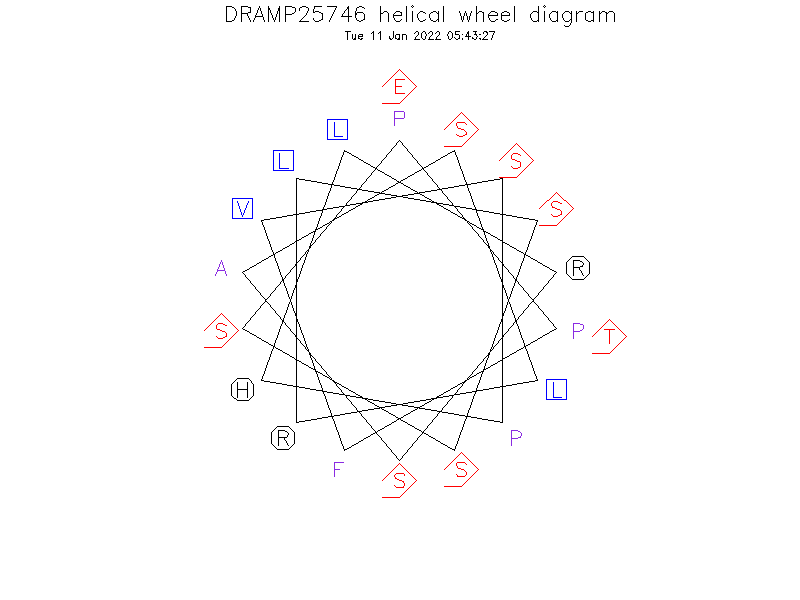 DRAMP25746 helical wheel diagram
Tue 11 Jan 2022 05:43:27
E
P
L S
L S
V S
A R
S P T
H L
R P
F S
S